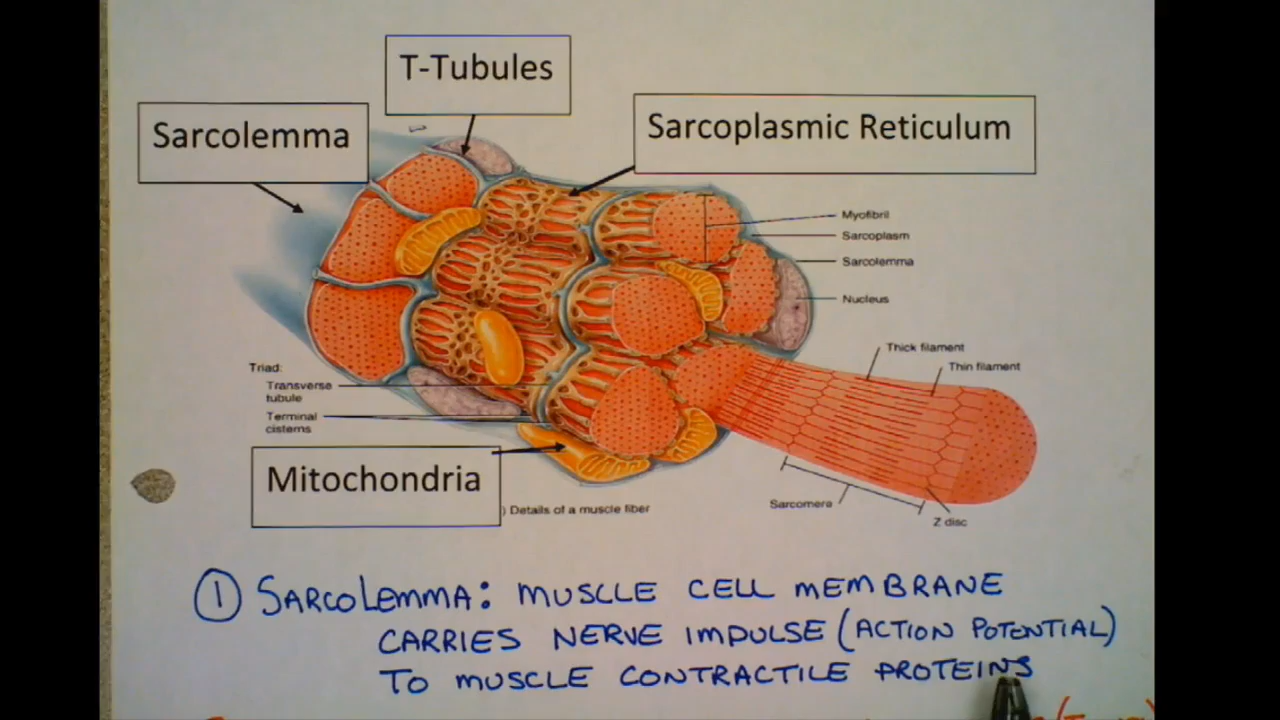 T-Tubules
Sarcolemma
Sarcoplasmic Reticulum
Myofibril
Sarcoplasm
Sarcolemma
Nucleus
Thick filament
Thin filament
Triad:
Transverse
tubule
Terminal
cisterns
Mitochondria
) Details of a muscle fiber
Sarcomere
Z disc
1 SARCOLEMMA: MUSCLE CELL MEMBRANE
CARRIES NERVE IMPULSE (ACTION POTENTIAL)
TO MUSCLE CONTRACTILE PROTEINS